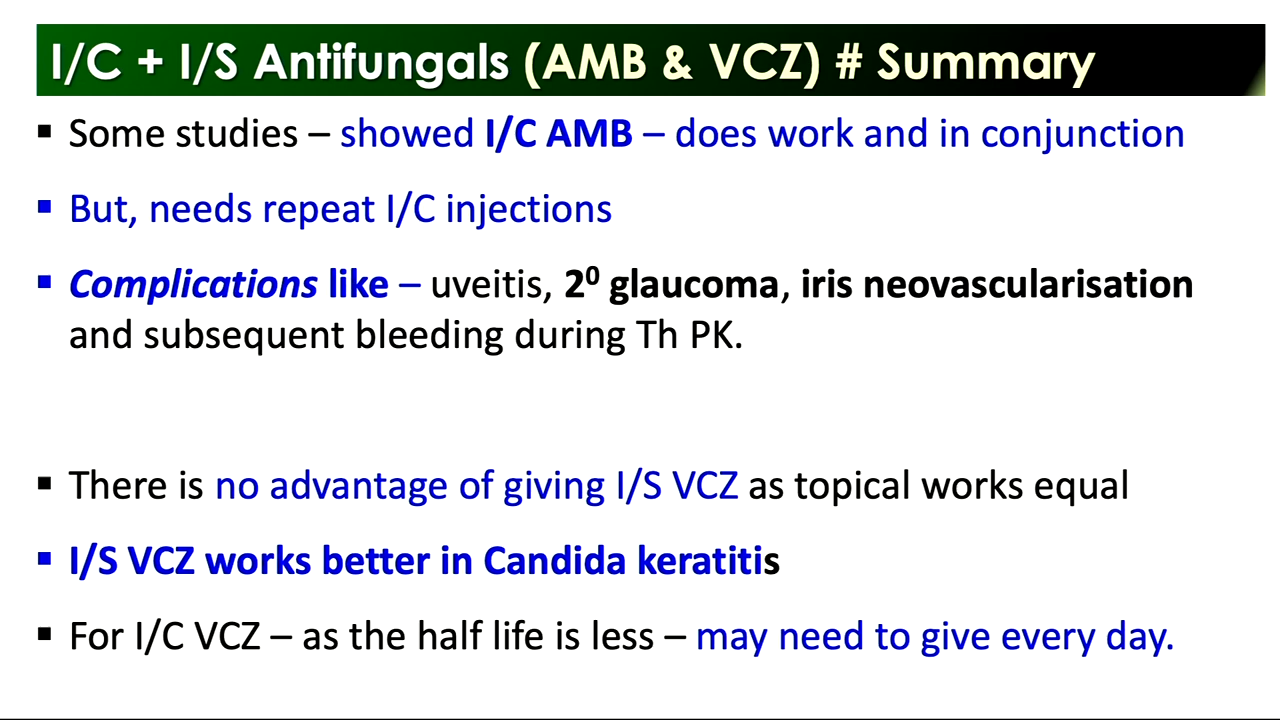 I/C + I/S Antifungals (AMB & VCZ) # Summary
▪ Some studies – showed I/C AMB – does work and in conjunction
▪ But, needs repeat I/C injections
▪ Complications like – uveitis, 2⁰ glaucoma, iris neovascularisation
and subsequent bleeding during Th PK.
▪ There is no advantage of giving I/S VCZ as topical works equal
▪ I/S VCZ works better in Candida keratitis
▪ For I/C VCZ – as the half life is less – may need to give every day.